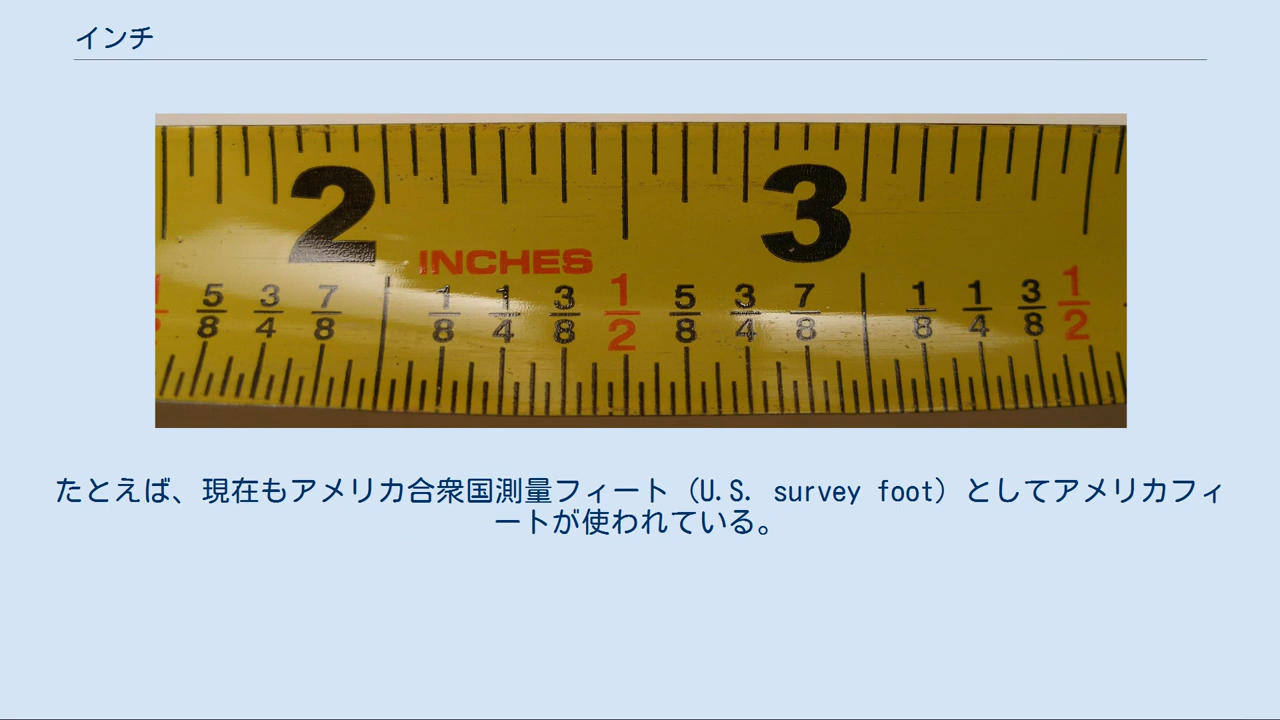 インチ
2 3
INCHES
5/8 3/4 7/8 1/8 1/4 3/8 1/2 5/8 3/4 7/8 1/8 1/4 3/8 1/2
たとえば、現在もアメリカ合衆国測量フィート（U.S. survey foot）としてアメリカフィ
ートが使われている。